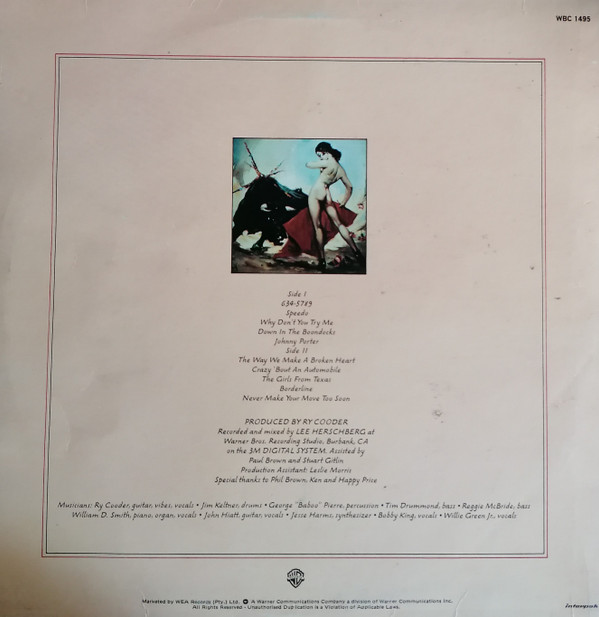 WBC 1495
Side I
634-5789
Speedo
Why Don't You Try Me
Down In The Boondocks
Johnny Porter
Side II
The Way We Make A Broken Heart
Crazy 'Bout An Automobile
The Girls From Texas
Borderline
Never Make Your Move Too Soon
PRODUCED BY RY COODER
Recorded and mixed by LEE HERSCHBERG at
Warner Bros. Recording Studio, Burbank, CA
on the 3M DIGITAL SYSTEM. Assisted by
Paul Brown and Stuart Gitlin
Production Assistant: Leslie Morris
Special thanks to Phil Brown, Ken and Happy Price
Musicians: Ry Cooder, guitar, vibes, vocals • Jim Keltner, drums • George "Baboo" Pierre, percussion • Tim Drummond, bass • Reggie McBride, bass
William D. Smith, piano, organ, vocals • John Hiatt, guitar, vocals • Jesse Harms, synthesizer • Bobby King, vocals • Willie Green Jr., vocals
Marketed by WEA Records (Pty.) Ltd. A Warner Communications Company a division of Warner Communications Inc.
All Rights Reserved - Unauthorised Duplication is a Violation of Applicable Laws.
interpak